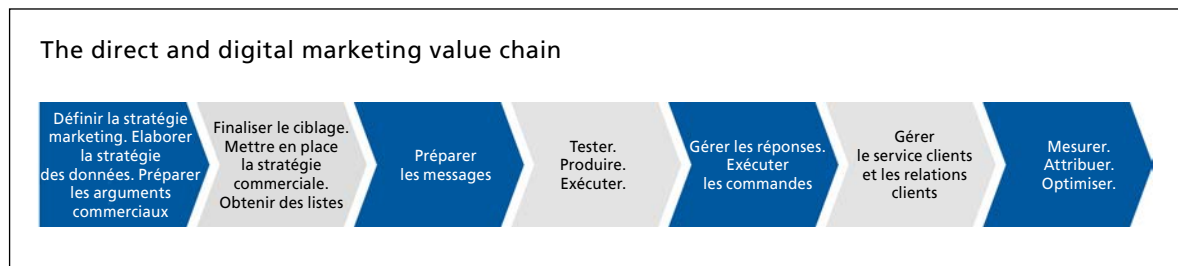 The direct and digital marketing value chain
Définir la stratégie
marketing. Elaborer
la stratégie
des données. Préparer
les arguments
commerciaux
Finaliser le ciblage.
Mettre en place
la stratégie
commerciale.
Obtenir des listes
Préparer
les messages
Tester.
Produire.
Exécuter.
Gérer les réponses.
Exécuter
les commandes
Gérer
le service clients
et les relations
clients
Mesurer.
Attribuer.
Optimiser.